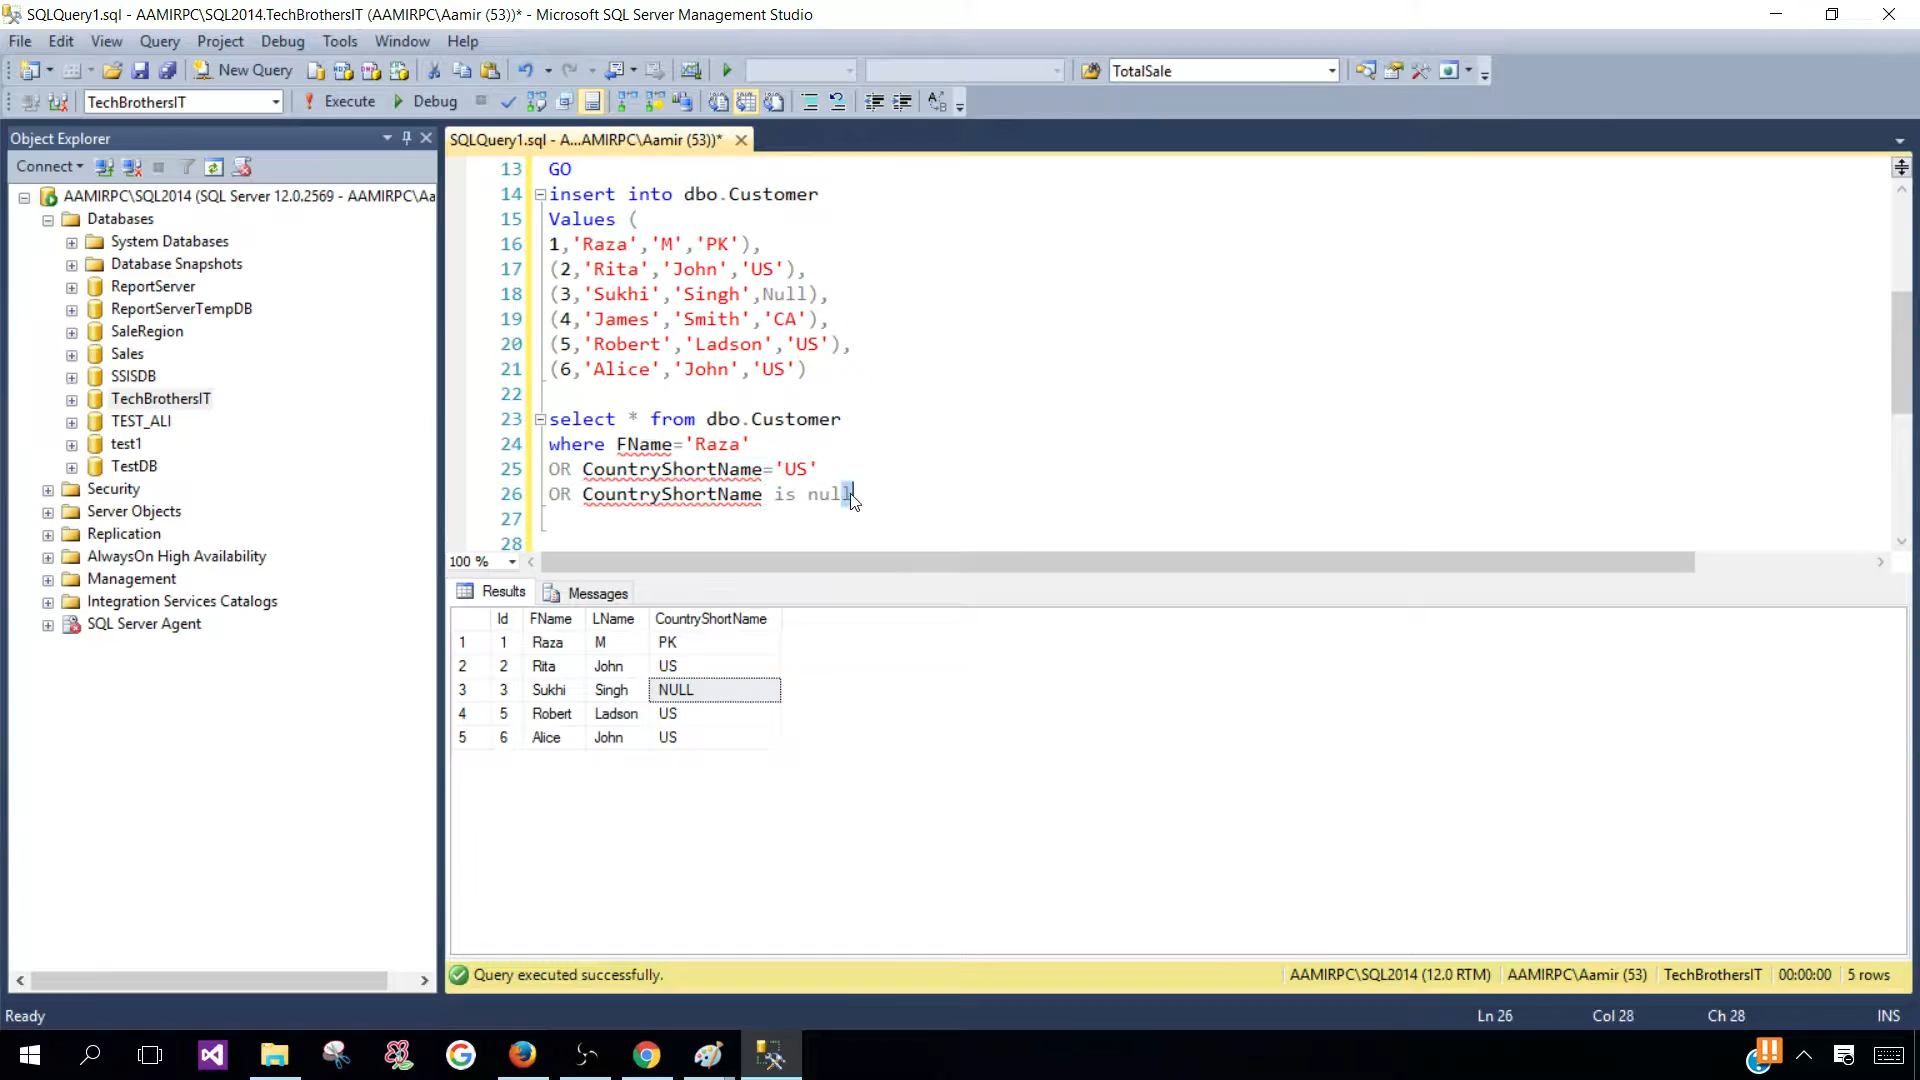 SQLQuery1.sql - AAMIRPC\SQL2014.TechBrothersIT (AAMIRPC\Aamir (53))* - Microsoft SQL Server Management Studio
File Edit View Query Project Debug Tools Window Help
New Query TotalSale
TechBrothersIT Execute Debug
Object Explorer
Connect
AAMIRPC\SQL2014 (SQL Server 12.0.2569 - AAMIRPC\Aa
Databases
System Databases
Database Snapshots
ReportServer
ReportServerTempDB
SaleRegion
Sales
SSISDB
TechBrothersIT
TEST_ALI
test1
TestDB
Security
Server Objects
Replication
AlwaysOn High Availability
Management
Integration Services Catalogs
SQL Server Agent
SQLQuery1.sql - A...AMIRPC\Aamir (53))*
13 GO
14 insert into dbo.Customer
15 Values (
16 1,'Raza','M','PK'),
17 (2,'Rita','John','US'),
18 (3,'Sukhi','Singh',Null),
19 (4,'James','Smith','CA'),
20 (5,'Robert','Ladson','US'),
21 (6,'Alice','John','US')
22
23 select * from dbo.Customer
24 where FName='Raza'
25 OR CountryShortName='US'
26 OR CountryShortName is null
27
28
100 %
Results Messages
Id FName LName CountryShortName
1 1 Raza M PK
2 2 Rita John US
3 3 Sukhi Singh NULL
4 5 Robert Ladson US
5 6 Alice John US
Query executed successfully. AAMIRPC\SQL2014 (12.0 RTM) AAMIRPC\Aamir (53) TechBrothersIT 00:00:00 5 rows
Ready Ln 26 Col 28 Ch 28 INS